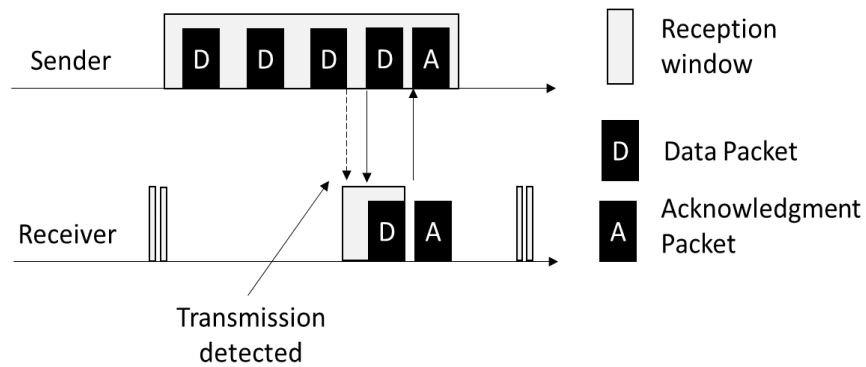 Sender
D
D
D
D
A
Receiver
D
A
Transmission
detected
Reception
window
D
Data Packet
A
Acknowledgment
Packet